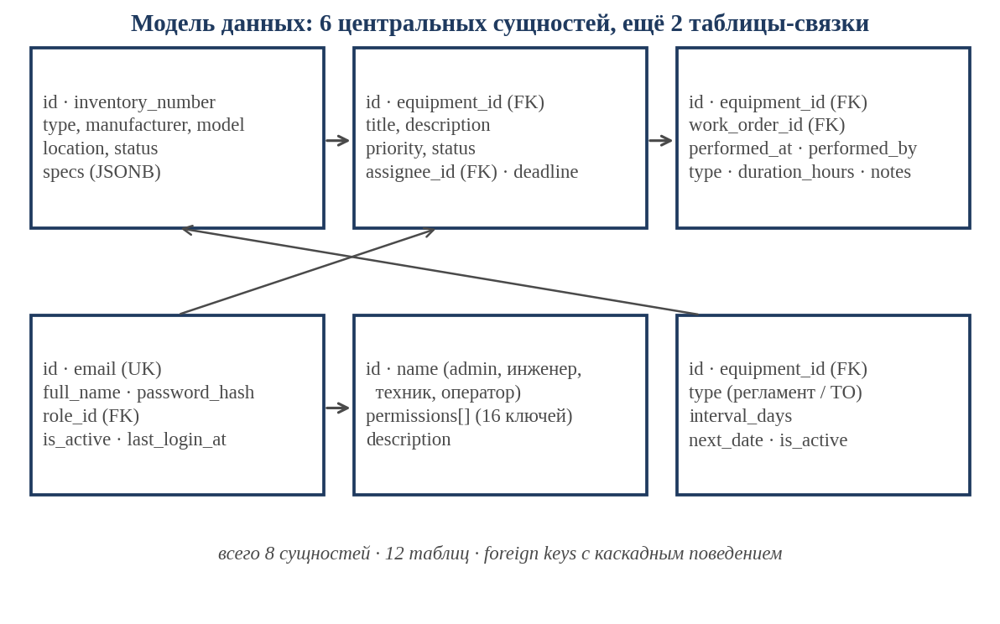 Модель данных: 6 центральных сущностей, ещё 2 таблицы-связки
id · inventory_number
type, manufacturer, model
location, status
specs (JSONB)
id · equipment_id (FK)
title, description
priority, status
assignee_id (FK) · deadline
id · equipment_id (FK)
work_order_id (FK)
performed_at · performed_by
type · duration_hours · notes
id · email (UK)
full_name · password_hash
role_id (FK)
is_active · last_login_at
id · name (admin, инженер,
техник, оператор)
permissions[] (16 ключей)
description
id · equipment_id (FK)
type (регламент / ТО)
interval_days
next_date · is_active
всего 8 сущностей · 12 таблиц · foreign keys с каскадным поведением